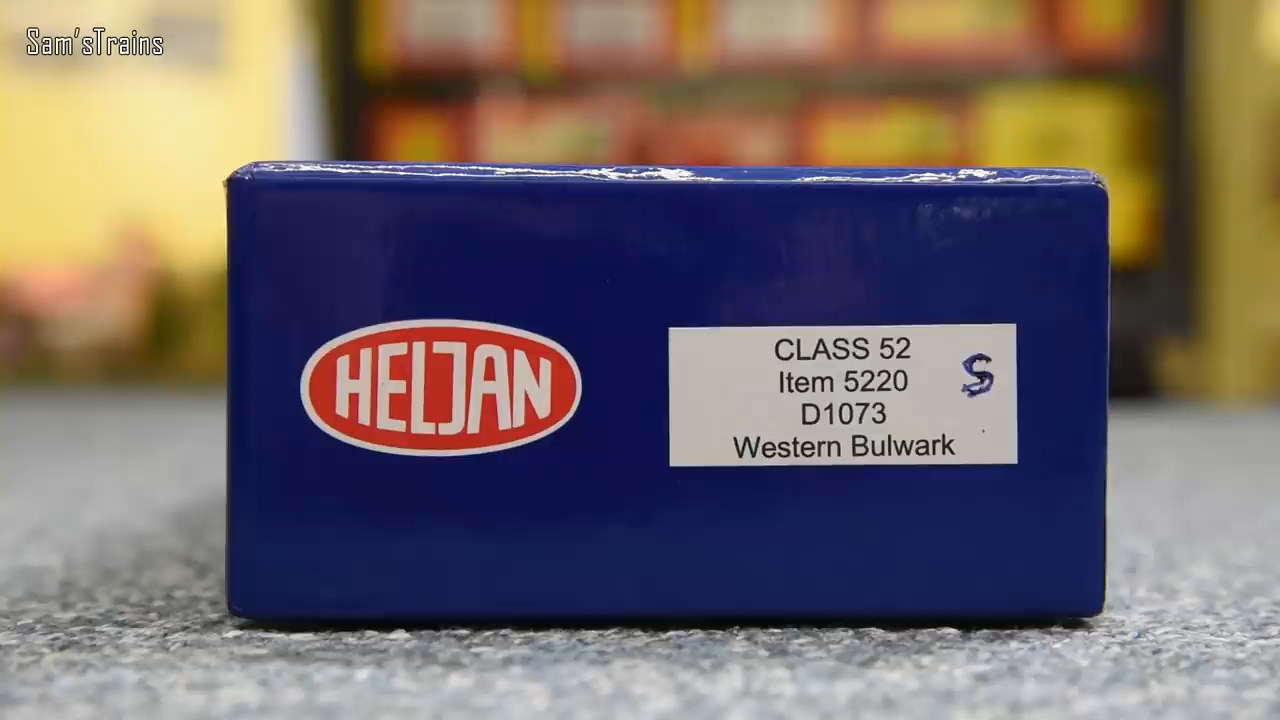 Sam'sTrains
HELJAN
CLASS 52
Item 5220
D1073
Western Bulwark
S